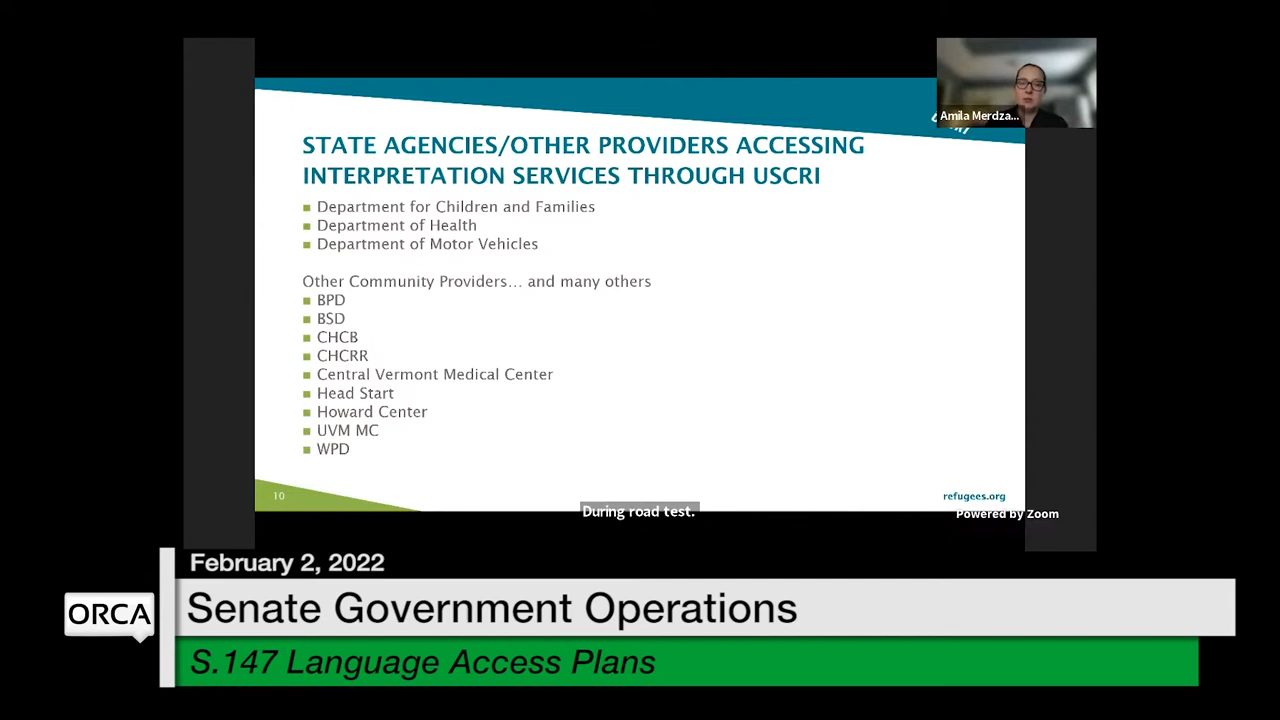 Amila Merdza...
STATE AGENCIES/OTHER PROVIDERS ACCESSING
INTERPRETATION SERVICES THROUGH USCRI
Department for Children and Families
Department of Health
Department of Motor Vehicles
Other Community Providers... and many others
BPD
BSD
CHCB
CHCRR
Central Vermont Medical Center
Head Start
Howard Center
UVM MC
WPD
10
refugees.org
During road test.
Powered by Zoom
February 2, 2022
ORCA
Senate Government Operations
S.147 Language Access Plans